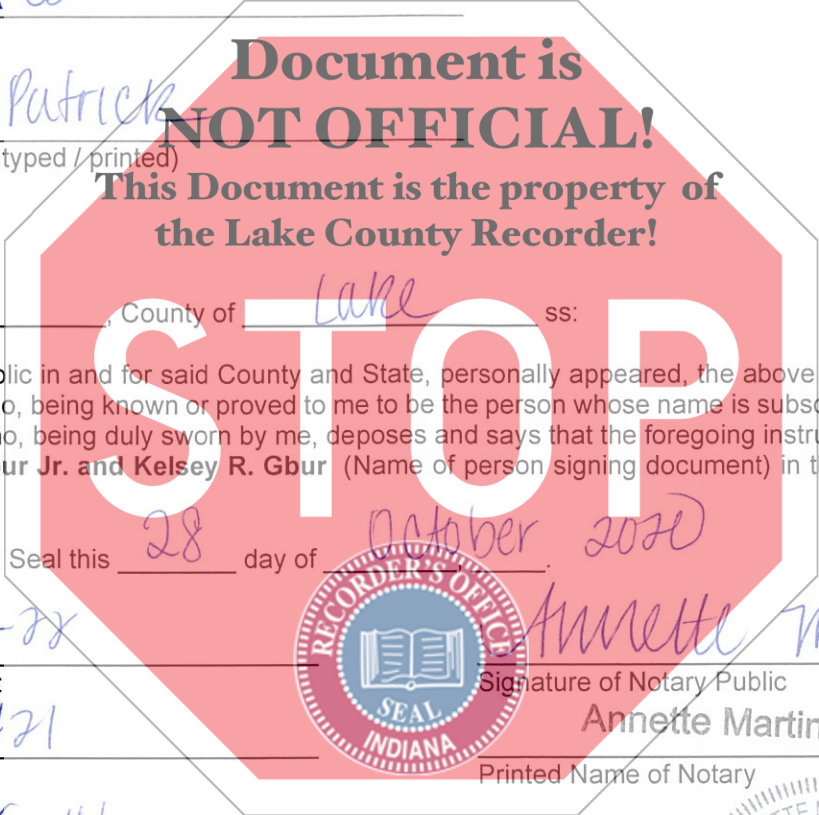 Document is
Patrick
NOT OFFICIAL!
typed / printed)
This Document is the property of
the Lake County Recorder!
, County of Lake ss:
STOP
lic in and for said County and State, personally appeared, the above
o, being known or proved to me to be the person whose name is subsc
o, being duly sworn by me, deposes and says that the foregoing instru
ur Jr. and Kelsey R. Gbur (Name of person signing document) in t
Seal this 28 day of October, 2020.
RECORDER'S OFFICE
SEAL
INDIANA
-22
Annette M
Signature of Notary Public
21
Annette Martin
Printed Name of Notary